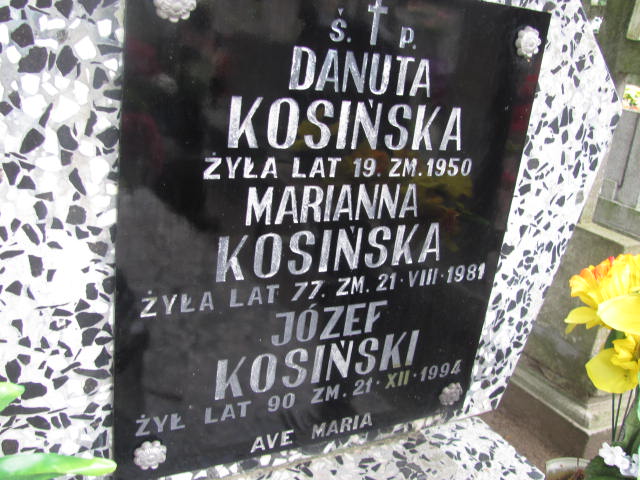 Ś. P.
DANUTA
KOSIŃSKA
ŻYŁA LAT 19. ZM. 1950
MARIANNA
KOSIŃSKA
ŻYŁA LAT 77. ZM. 21 · VIII · 1981
JÓZEF
KOSIŃSKI
ŻYŁ LAT 90 ZM. 21 · XII · 1994
AVE MARIA